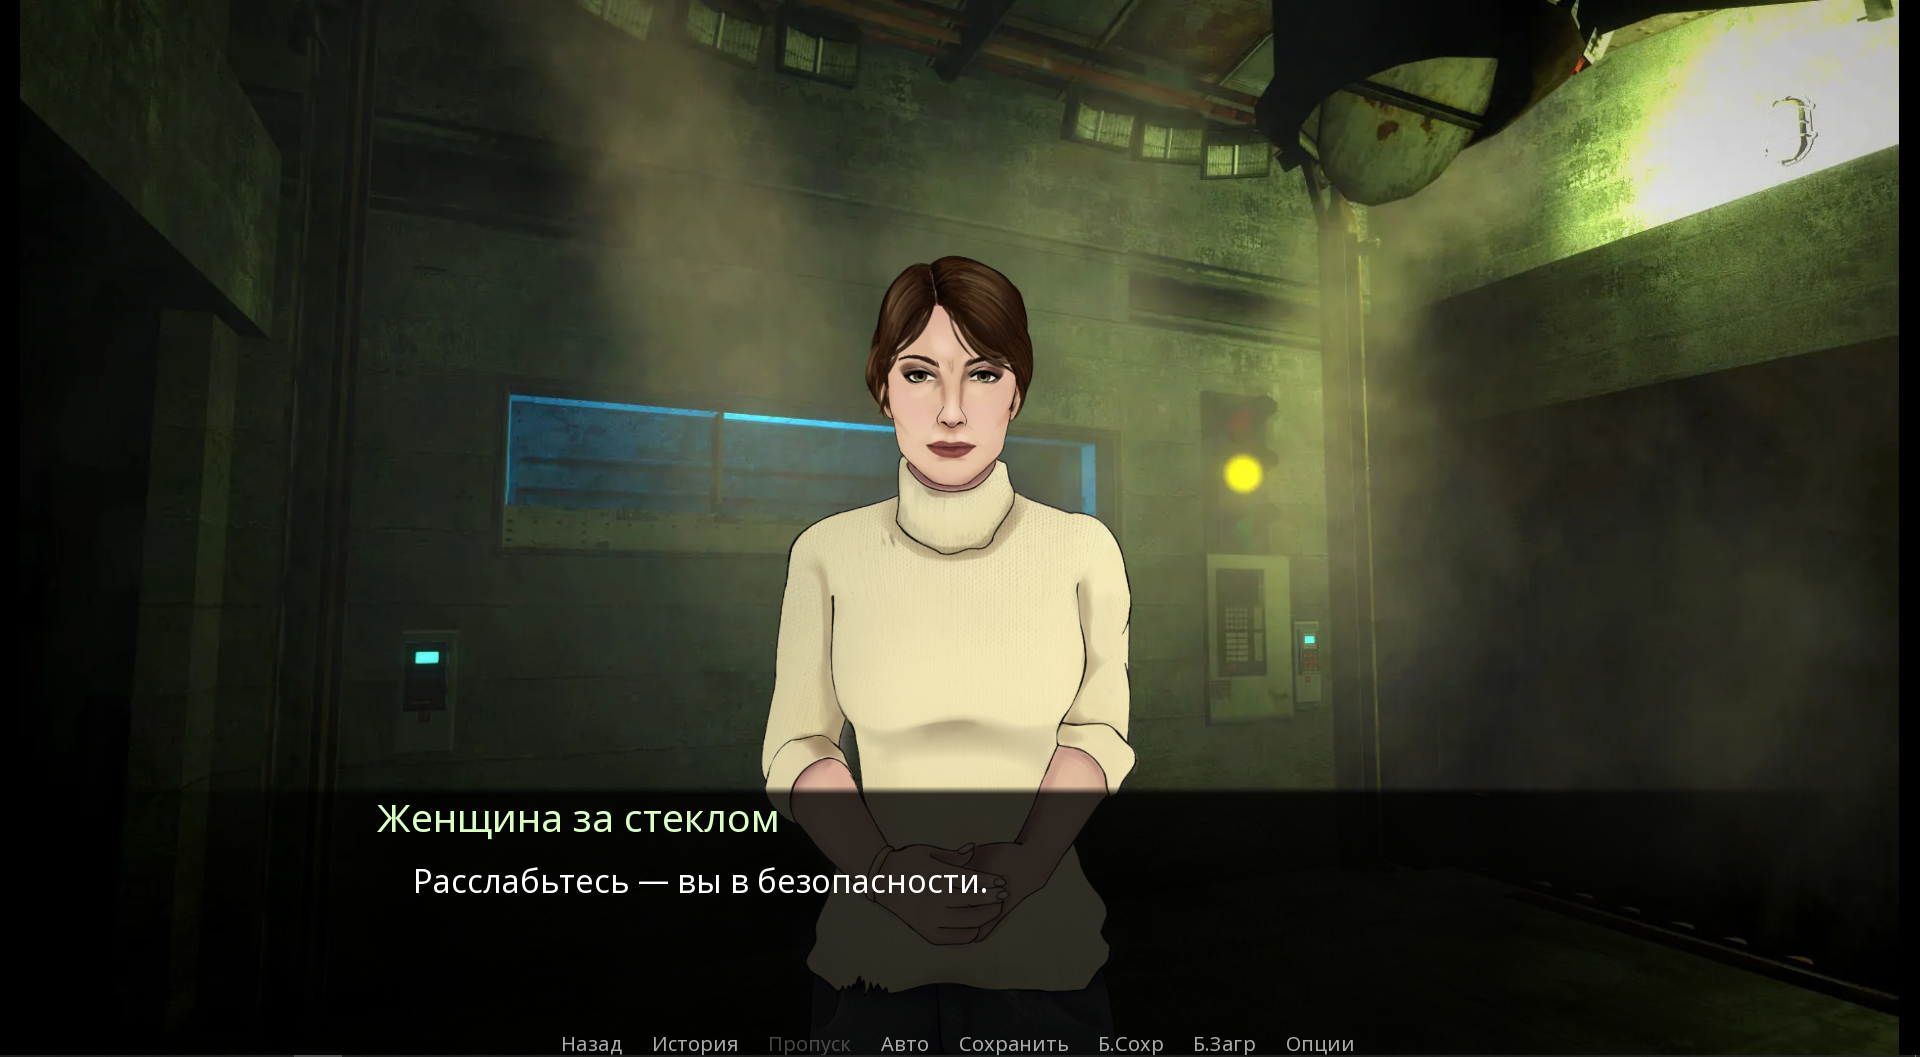 Женщина за стеклом
Расслабьтесь — вы в безопасности.
Назад История Пропуск Авто Сохранить Б.Сохр Б.Загр Опции